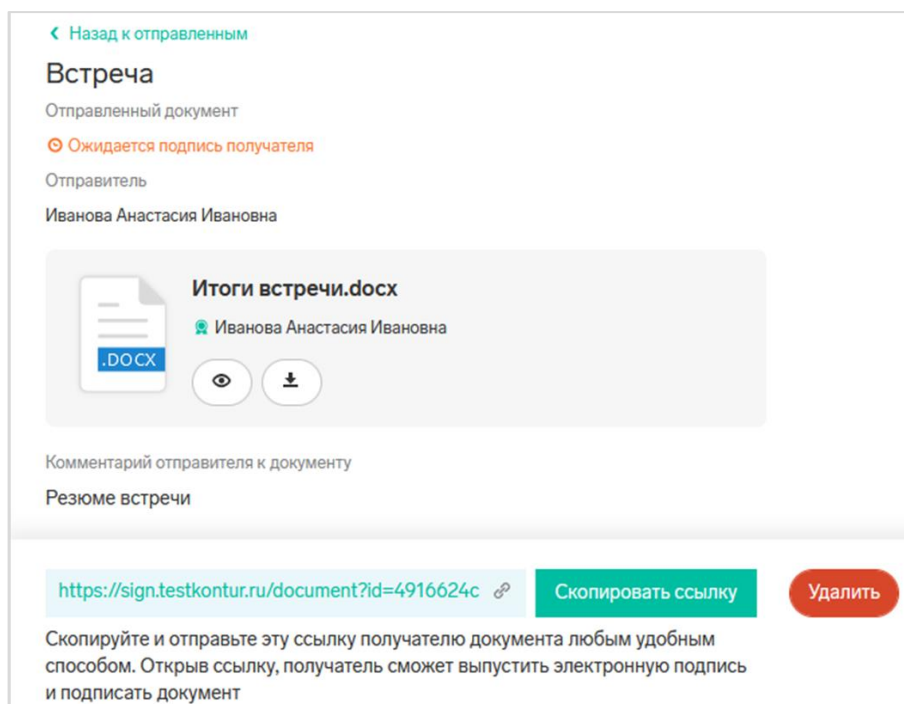 Назад к отправленным
Встреча
Отправленный документ
Ожидается подпись получателя
Отправитель
Иванова Анастасия Ивановна
Итоги встречи.docx
Иванова Анастасия Ивановна
.DOCX
Комментарий отправителя к документу
Резюме встречи
https://sign.testkontur.ru/document?id=4916624c Скопировать ссылку Удалить
Скопируйте и отправьте эту ссылку получателю документа любым удобным
способом. Открыв ссылку, получатель сможет выпустить электронную подпись
и подписать документ